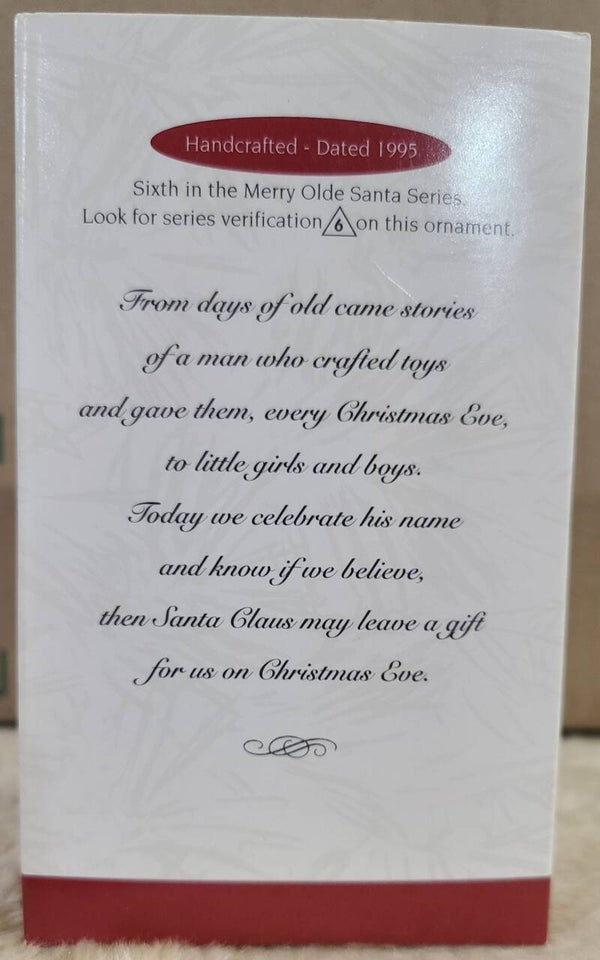 Handcrafted - Dated 1995
Sixth in the Merry Olde Santa Series.
Look for series verification 6 on this ornament.
From days of old came stories
of a man who crafted toys
and gave them, every Christmas Eve,
to little girls and boys.
Today we celebrate his name
and know if we believe,
then Santa Claus may leave a gift
for us on Christmas Eve.